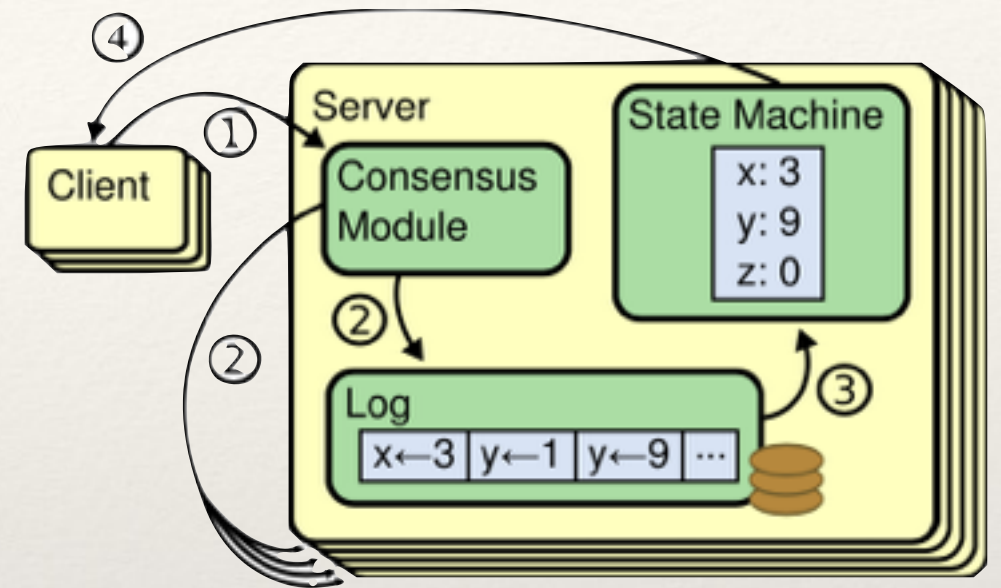 ④
①
Client
Server
Consensus
Module
State Machine
x: 3
y: 9
z: 0
②
②
③
Log
x←3 y←1 y←9 ...